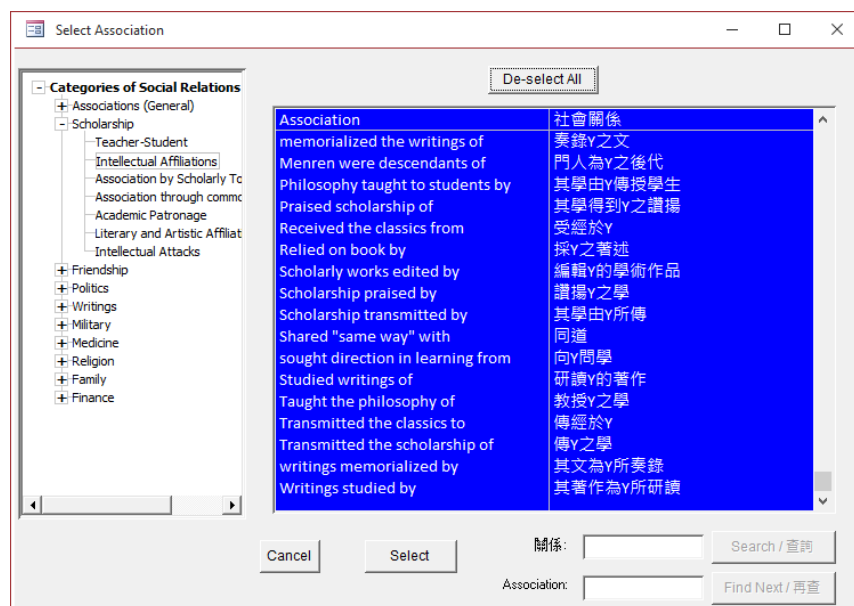 Select Association
De-select All
Categories of Social Relations
Associations (General)
Scholarship
Teacher-Student
Intellectual Affiliations
Association by Scholarly To
Association through commo
Academic Patronage
Literary and Artistic Affiliat
Intellectual Attacks
Friendship
Politics
Writings
Military
Medicine
Religion
Family
Finance
Association 社會關係
memorialized the writings of 奏錄Y之文
Menren were descendants of 門人為Y之後代
Philosophy taught to students by 其學由Y傳授學生
Praised scholarship of 其學得到Y之讚揚
Received the classics from 受經於Y
Relied on book by 採Y之著述
Scholarly works edited by 編輯Y的學術作品
Scholarship praised by 讚揚Y之學
Scholarship transmitted by 其學由Y所傳
Shared "same way" with 同道
sought direction in learning from 向Y問學
Studied writings of 研讀Y的著作
Taught the philosophy of 教授Y之學
Transmitted the classics to 傳經於Y
Transmitted the scholarship of 傳Y之學
writings memorialized by 其文為Y所奏錄
Writings studied by 其著作為Y所研讀
Cancel
Select
關係:
Search / 查詢
Association:
Find Next / 再查